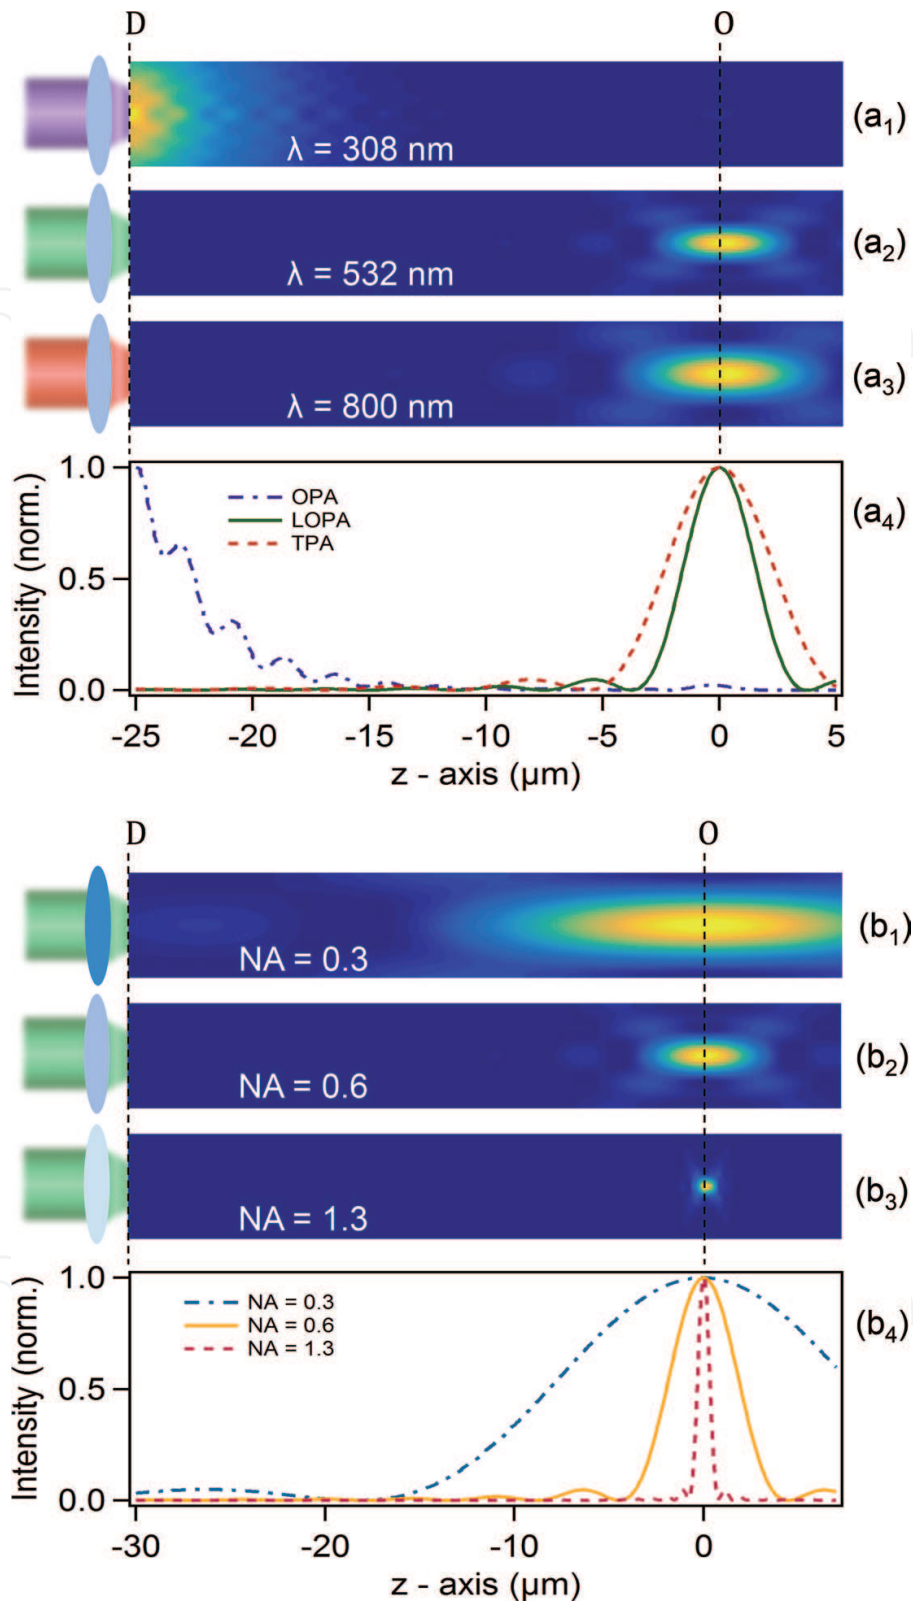 D O
λ = 308 nm (a₁)
λ = 532 nm (a₂)
λ = 800 nm (a₃)
1.0
0.5
0.0
Intensity (norm.)
OPA
LOPA
TPA
(a₄)
-25 -20 -15 -10 -5 0 5
z - axis (µm)
D O
NA = 0.3 (b₁)
NA = 0.6 (b₂)
NA = 1.3 (b₃)
1.0
0.5
0.0
Intensity (norm.)
NA = 0.3
NA = 0.6
NA = 1.3
(b₄)
-30 -20 -10 0
z - axis (µm)